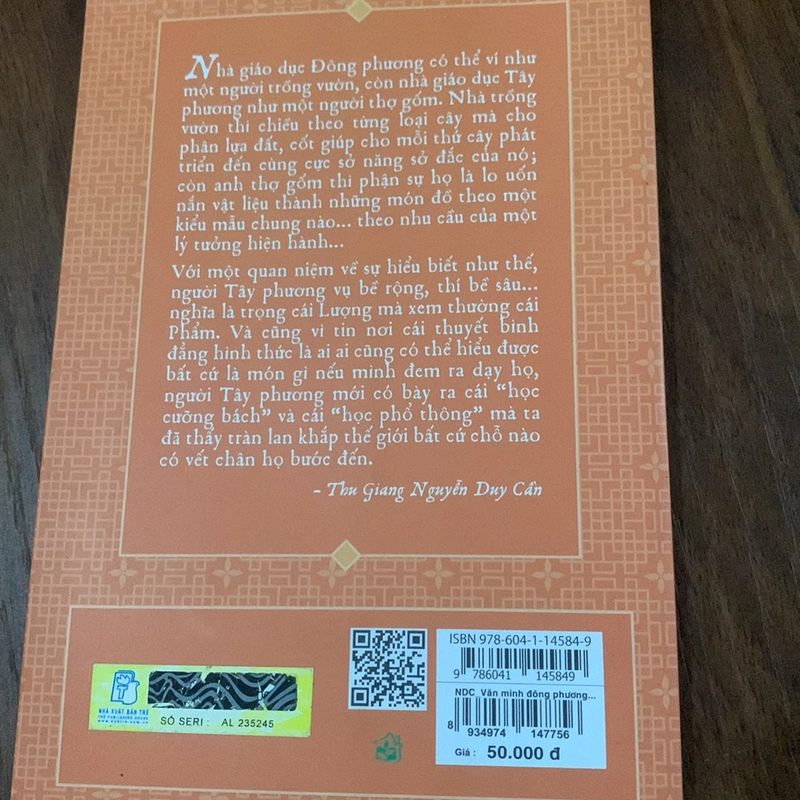 Nhà giáo dục Đông phương có thể ví như
một người trồng vườn, còn nhà giáo dục Tây
phương như một người thợ gốm. Nhà trồng
vườn thì chiều theo từng loại cây mà cho
phân lựa đất, cốt giúp cho mỗi thứ cây phát
triển đến cùng cực sở năng sở đắc của nó;
còn anh thợ gốm thì phận sự họ là lo uốn
nắn vật liệu thành những món đồ theo một
kiểu mẫu chung nào... theo nhu cầu của một
lý tưởng hiện hành...
Với một quan niệm về sự hiểu biết như thế,
người Tây phương vụ bề rộng, thí bề sâu...
nghĩa là trọng cái Lượng mà xem thường cái
Phẩm. Và cũng vì tin nơi cái thuyết bình
đẳng hình thức là ai ai cũng có thể hiểu được
bất cứ là món gì nếu mình đem ra dạy họ,
người Tây phương mới có bày ra cái “học
cưỡng bách” và cái “học phổ thông” mà ta
đã thấy tràn lan khắp thế giới bất cứ chỗ nào
có vết chân họ bước đến.
– Thu Giang Nguyễn Duy Cần
NHÀ XUẤT BẢN TRẺ
SỐ SERI : AL 235245
ISBN 978-604-1-14584-9
9 786041 145849
NDC_Văn minh đông phương...
8 934974 147756
Giá : 50.000 đ